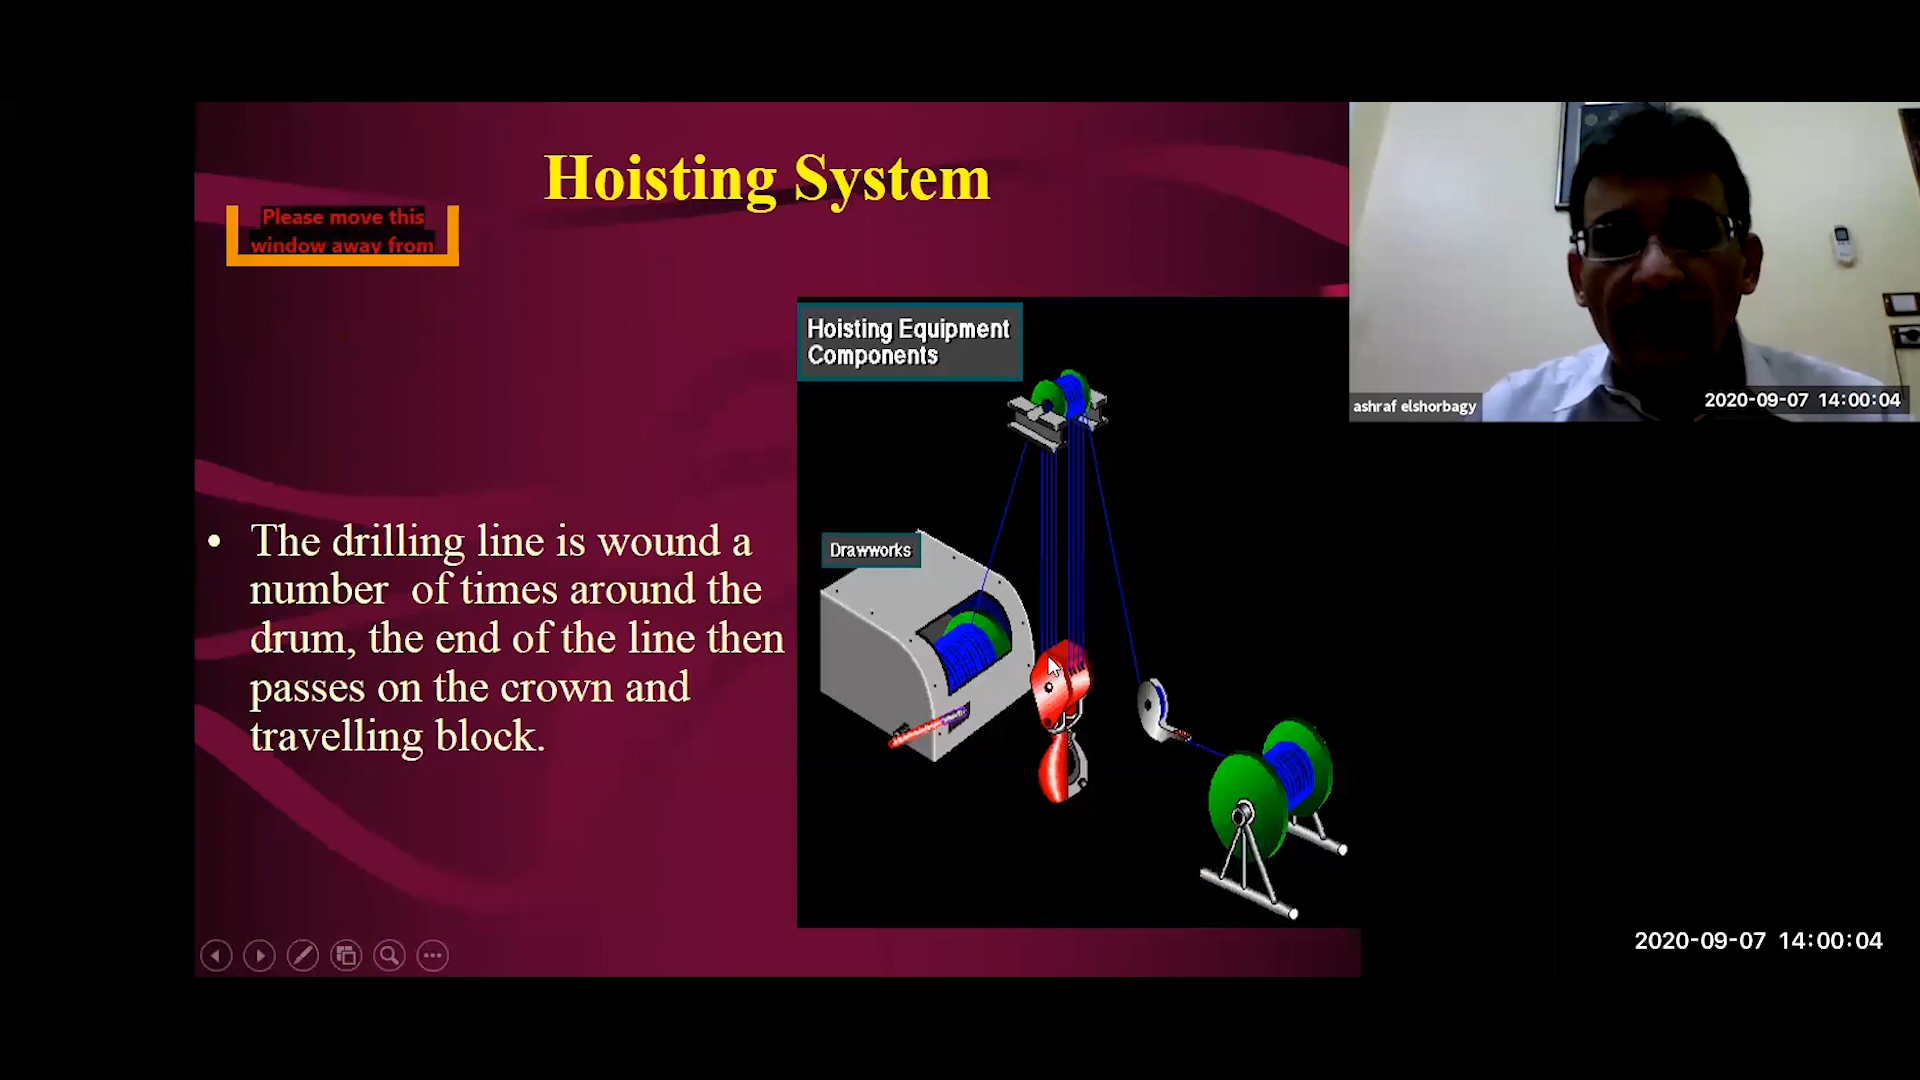 Hoisting System
Please move this
window away from
Hoisting Equipment
Components
Drawworks
• The drilling line is wound a
number of times around the
drum, the end of the line then
passes on the crown and
travelling block.
ashraf elshorbagy
2020-09-07 14:00:04
2020-09-07 14:00:04